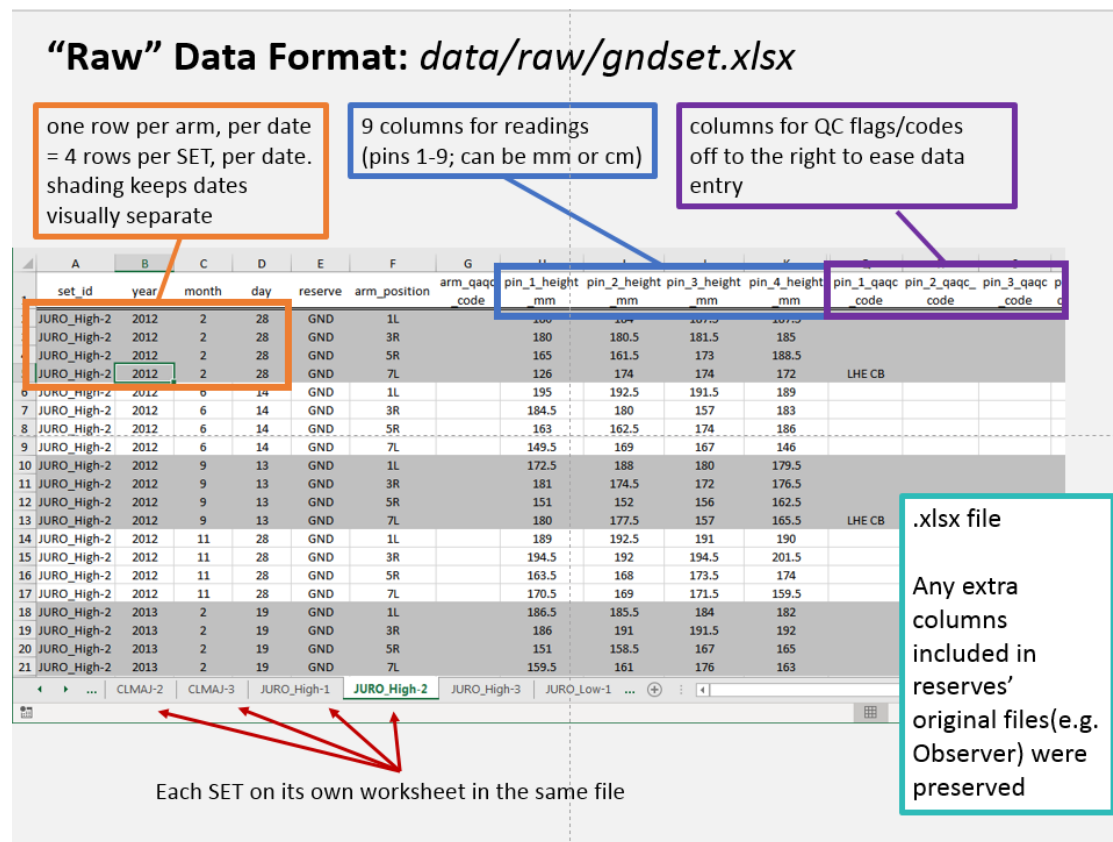 “Raw” Data Format: data/raw/gndset.xlsx
one row per arm, per date
= 4 rows per SET, per date.
shading keeps dates
visually separate
9 columns for readings
(pins 1-9; can be mm or cm)
columns for QC flags/codes
off to the right to ease data
entry
A B C D E F G
set_id year month day reserve arm_position arm_qaqc_code pin_1_height_mm pin_2_height_mm pin_3_height_mm pin_4_height_mm pin_1_qaqc_code pin_2_qaqc_code pin_3_qaqc_code
JURO_High-2 2012 2 28 GND 1L
JURO_High-2 2012 2 28 GND 3R 180 180.5 181.5 185
JURO_High-2 2012 2 28 GND 5R 165 161.5 173 188.5
JURO_High-2 2012 2 28 GND 7L 126 174 174 172 LHE CB
6 JURO_High-2 2012 6 14 GND 1L 195 192.5 191.5 189
7 JURO_High-2 2012 6 14 GND 3R 184.5 180 157 183
8 JURO_High-2 2012 6 14 GND 5R 163 162.5 174 186
9 JURO_High-2 2012 6 14 GND 7L 149.5 169 167 146
10 JURO_High-2 2012 9 13 GND 1L 172.5 188 180 179.5
11 JURO_High-2 2012 9 13 GND 3R 181 174.5 172 176.5
12 JURO_High-2 2012 9 13 GND 5R 151 152 156 162.5
13 JURO_High-2 2012 9 13 GND 7L 180 177.5 157 165.5 LHE CB
14 JURO_High-2 2012 11 28 GND 1L 189 192.5 191 190
15 JURO_High-2 2012 11 28 GND 3R 194.5 192 194.5 201.5
16 JURO_High-2 2012 11 28 GND 5R 163.5 168 173.5 174
17 JURO_High-2 2012 11 28 GND 7L 170.5 169 171.5 159.5
18 JURO_High-2 2013 2 19 GND 1L 186.5 185.5 184 182
19 JURO_High-2 2013 2 19 GND 3R 186 191 191.5 192
20 JURO_High-2 2013 2 19 GND 5R 151 158.5 167 165
21 JURO_High-2 2013 2 19 GND 7L 159.5 161 176 163
... CLMAJ-2 CLMAJ-3 JURO_High-1 JURO_High-2 JURO_High-3 JURO_Low-1 ...
.xlsx file
Any extra
columns
included in
reserves’
original files(e.g.
Observer) were
preserved
Each SET on its own worksheet in the same file